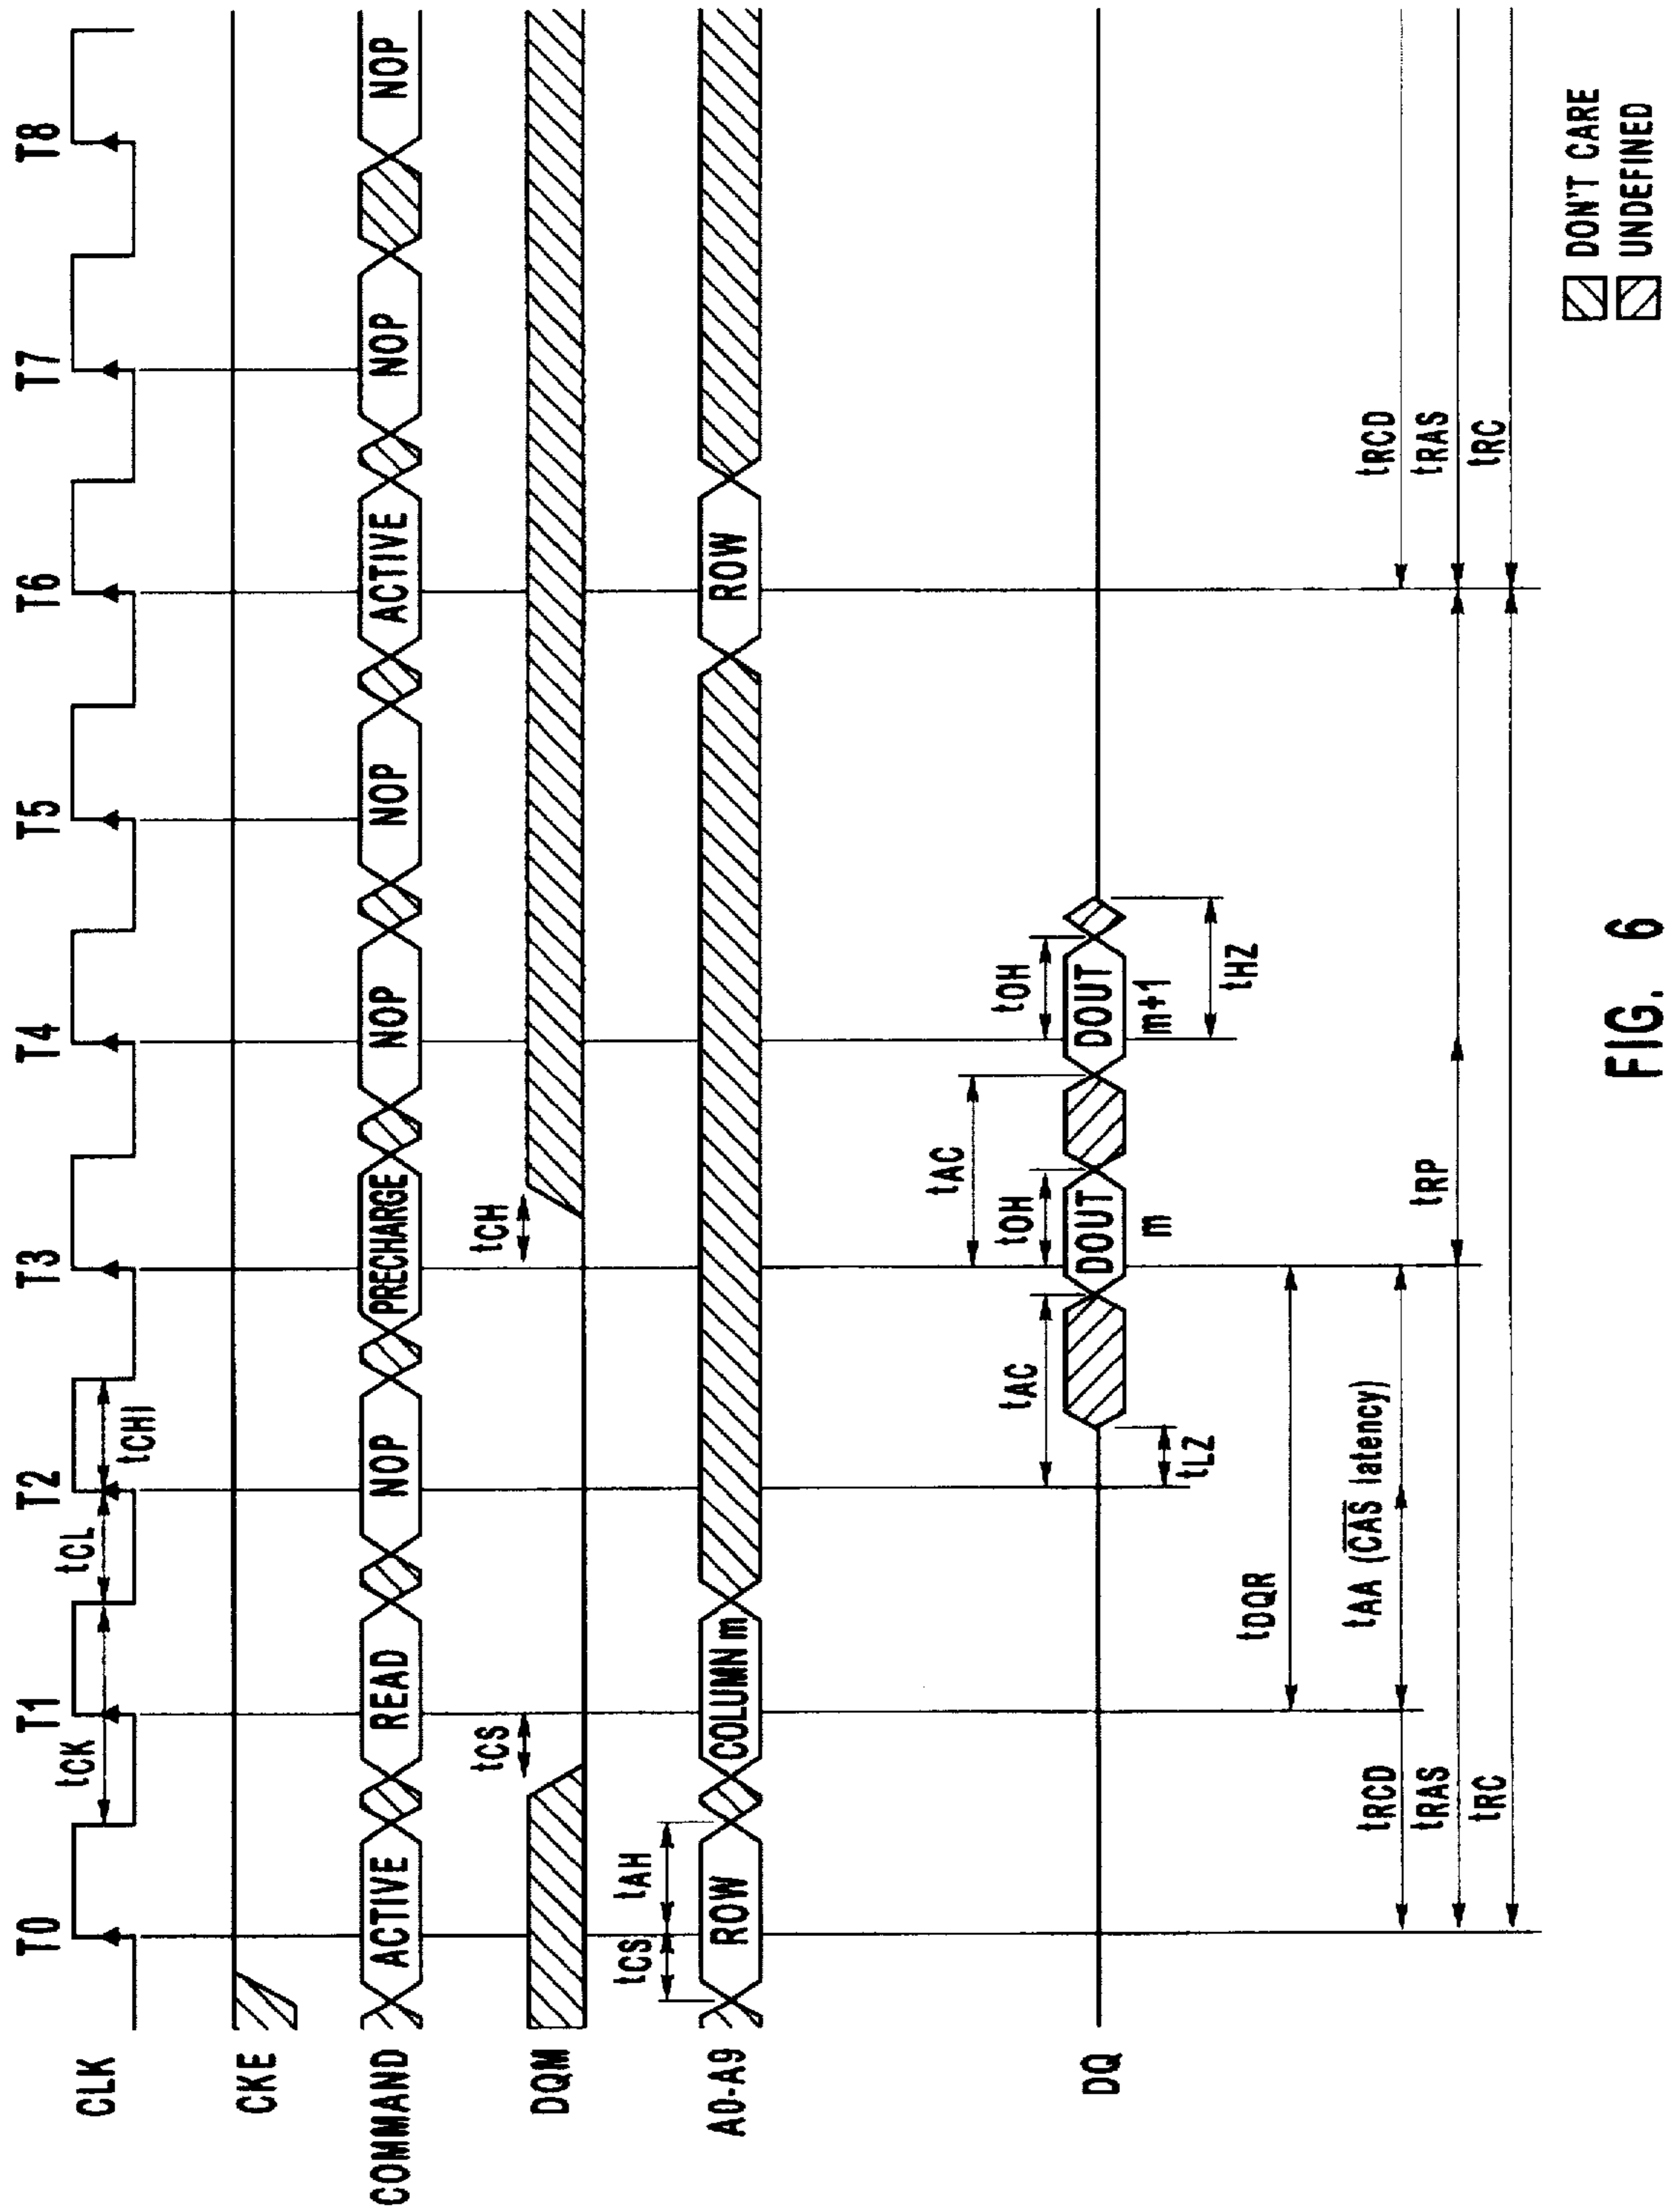 T0 T1 T2 T3 T4 T5 T6 T7 T8
CLK
tCK tCL tCHI
CKE
COMMAND ACTIVE READ NOP PRECHARGE NOP NOP ACTIVE NOP NOP
tCS tCH
DQM
tCS tAH
A0-A9 ROW COLUMN m ROW
tAC tAC
tOH tOH
DQ DOUT DOUT
m m+1
tLZ tHZ
tDQR
tRCD tAA (CAS latency) tRCD
tRAS tRP tRAS
tRC tRC
DON'T CARE
UNDEFINED
FIG. 6